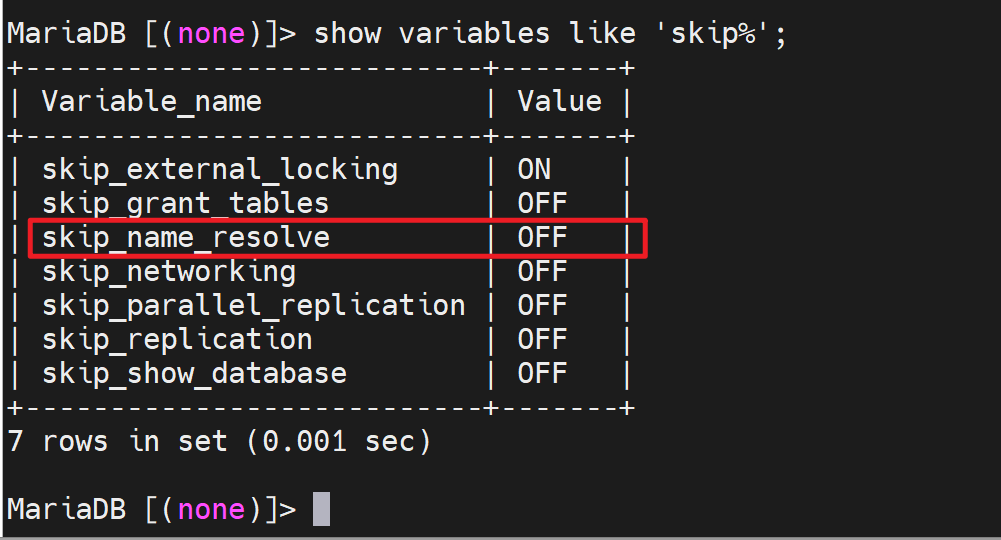 MariaDB [(none)]> show variables like 'skip%';
+---------------------------+-------+
| Variable_name             | Value |
+---------------------------+-------+
| skip_external_locking     | ON    |
| skip_grant_tables         | OFF   |
| skip_name_resolve         | OFF   |
| skip_networking           | OFF   |
| skip_parallel_replication | OFF   |
| skip_replication          | OFF   |
| skip_show_database        | OFF   |
+---------------------------+-------+
7 rows in set (0.001 sec)
MariaDB [(none)]>